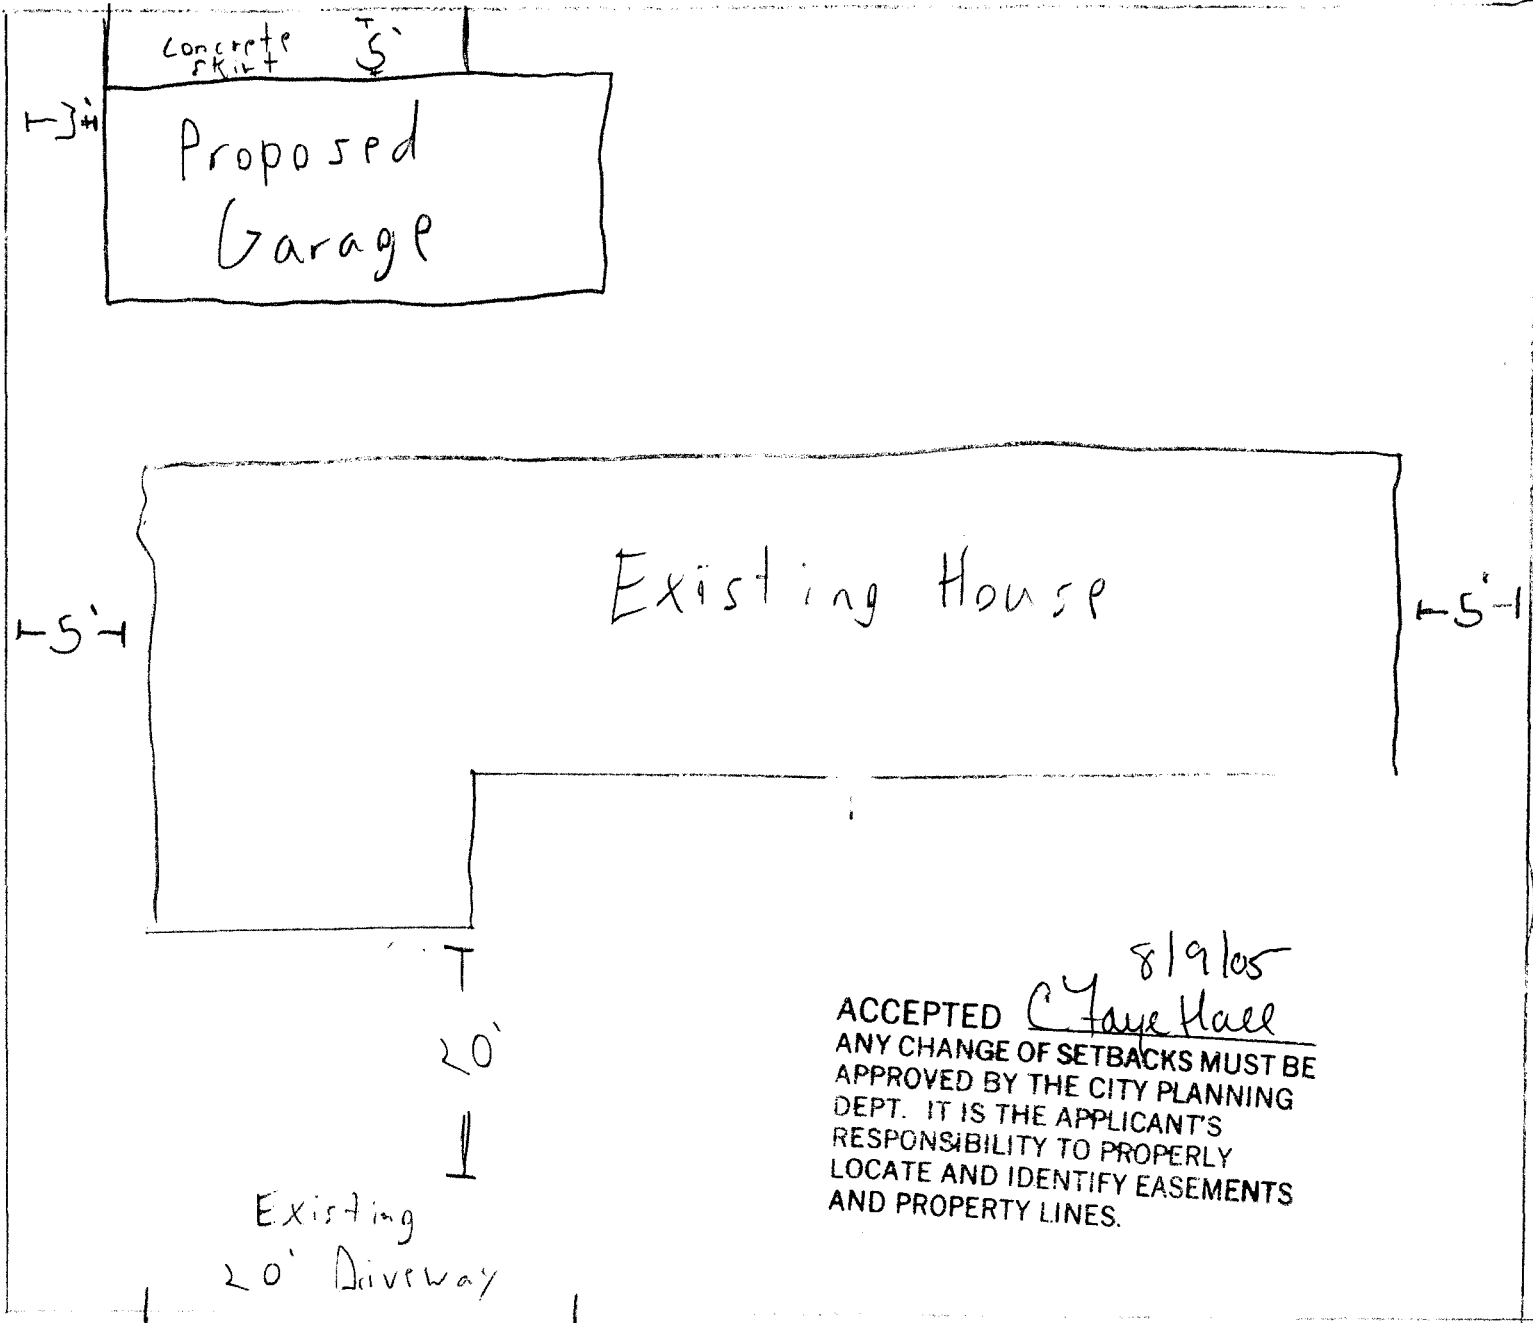 Concrete
skirt
5'
3'
Proposed
Garage
Existing House
5'
5'
20'
8/9/05
ACCEPTED C Faye Hall
ANY CHANGE OF SETBACKS MUST BE
APPROVED BY THE CITY PLANNING
DEPT. IT IS THE APPLICANT'S
RESPONSIBILITY TO PROPERLY
LOCATE AND IDENTIFY EASEMENTS
AND PROPERTY LINES.
Existing
20' Driveway